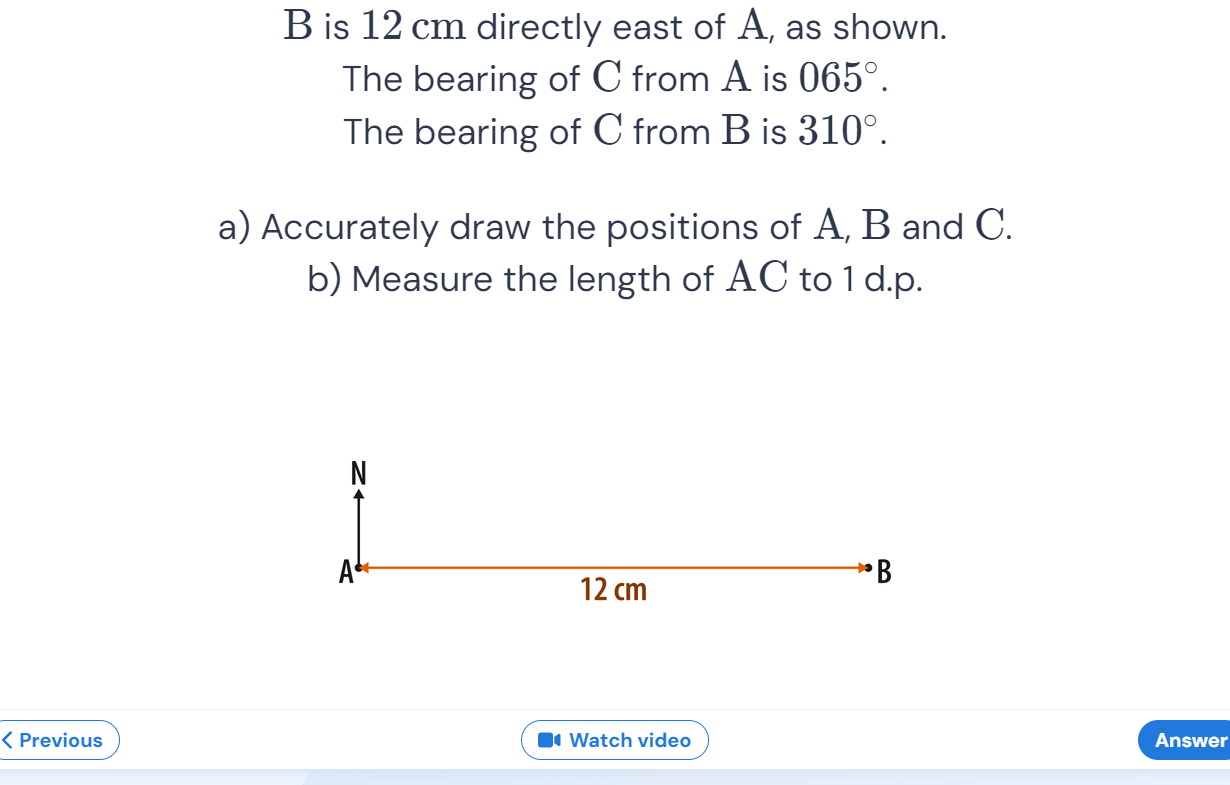 B is 12 cm directly east of A, as shown.
The bearing of C from A is 065°.
The bearing of C from B is 310°.
a) Accurately draw the positions of A, B and C.
b) Measure the length of AC to 1 d.p.
N
A
B
12 cm
Previous
Watch video
Answer